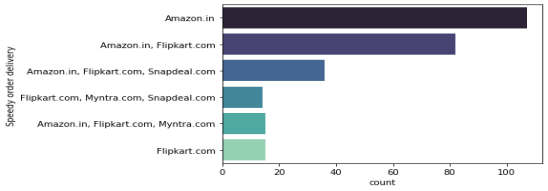 Speedy order delivery
Amazon.in
Amazon.in, Flipkart.com
Amazon.in, Flipkart.com, Snapdeal.com
Flipkart.com, Myntra.com, Snapdeal.com
Amazon.in, Flipkart.com, Myntra.com
Flipkart.com
0 20 40 60 80 100
count